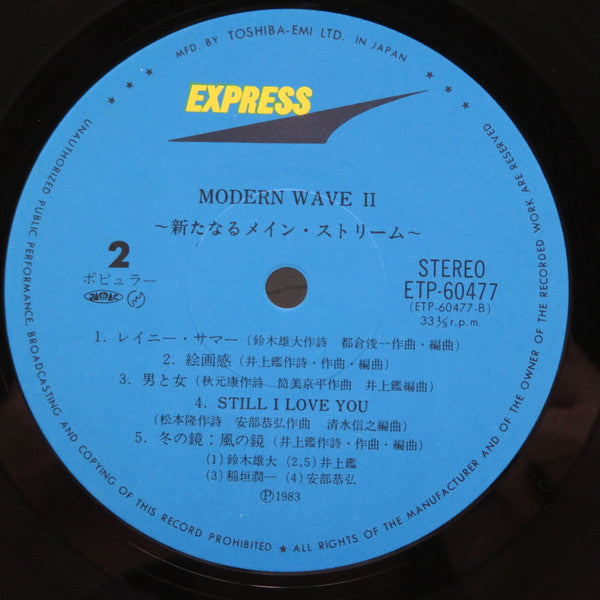 MFD. BY TOSHIBA-EMI LTD. IN JAPAN
EXPRESS
MODERN WAVE II
～新たなるメイン・ストリーム～
2
ポピュラー
STEREO
ETP-60477
(ETP-60477-B)
33⅓r.p.m.
1. レイニー・サマー (鈴木雄大作詩 都倉俊一作曲・編曲)
2. 絵画感 (井上鑑作詩・作曲・編曲)
3. 男と女 (秋元康作詩 筒美京平作曲 井上鑑編曲)
4. STILL I LOVE YOU
(松本隆作詩 安部恭弘作曲 清水信之編曲)
5. 冬の鏡：風の鏡 (井上鑑作詩・作曲・編曲)
(1)鈴木雄大 (2.5)井上鑑
(3)稲垣潤一 (4)安部恭弘
Ⓟ1983
UNAUTHORIZED PUBLIC PERFORMANCE, BROADCASTING AND COPYING OF THIS RECORD PROHIBITED ★ ALL RIGHTS OF THE MANUFACTURER AND OF THE OWNER OF THE RECORDED WORK ARE RESERVED